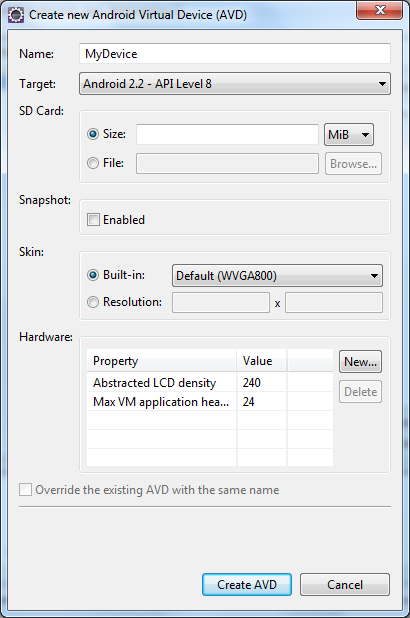 Create new Android Virtual Device (AVD)
Name: MyDevice
Target: Android 2.2 - API Level 8
SD Card:
Size: MiB
File: Browse...
Snapshot:
Enabled
Skin:
Built-in: Default (WVGA800)
Resolution: x
Hardware:
Property Value New...
Abstracted LCD density 240 Delete
Max VM application hea... 24
Override the existing AVD with the same name
Create AVD Cancel